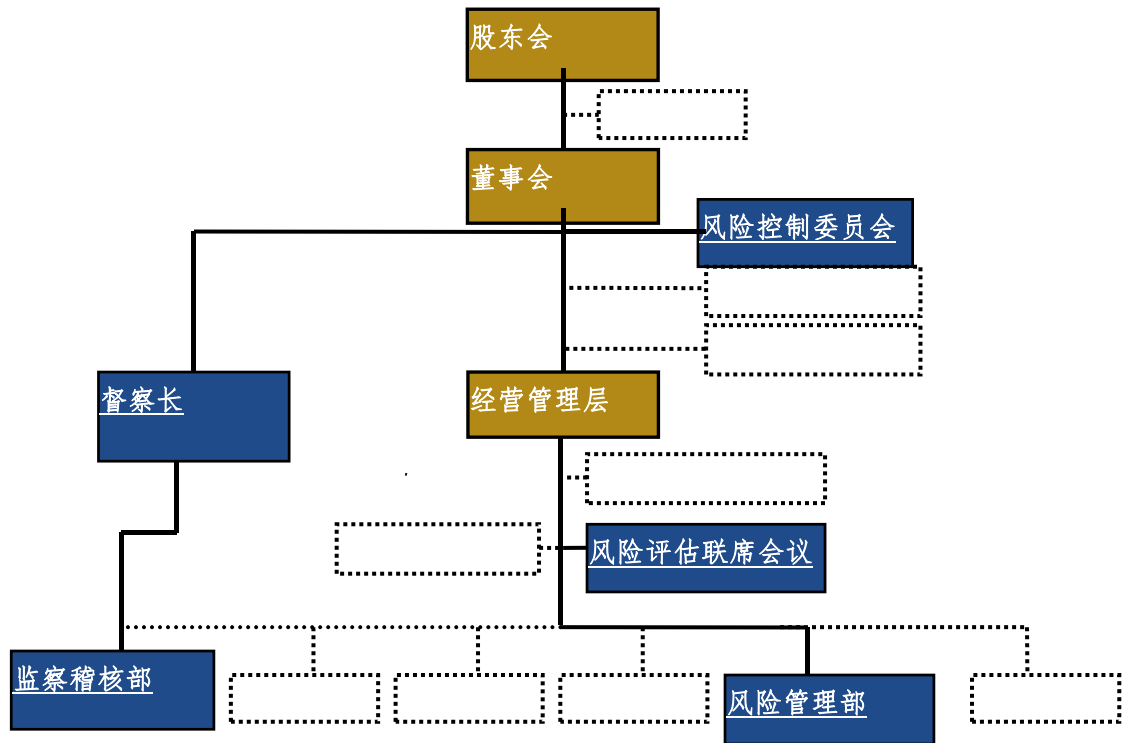 股东会
董事会
风险控制委员会
督察长
经营管理层
风险评估联席会议
监察稽核部
风险管理部